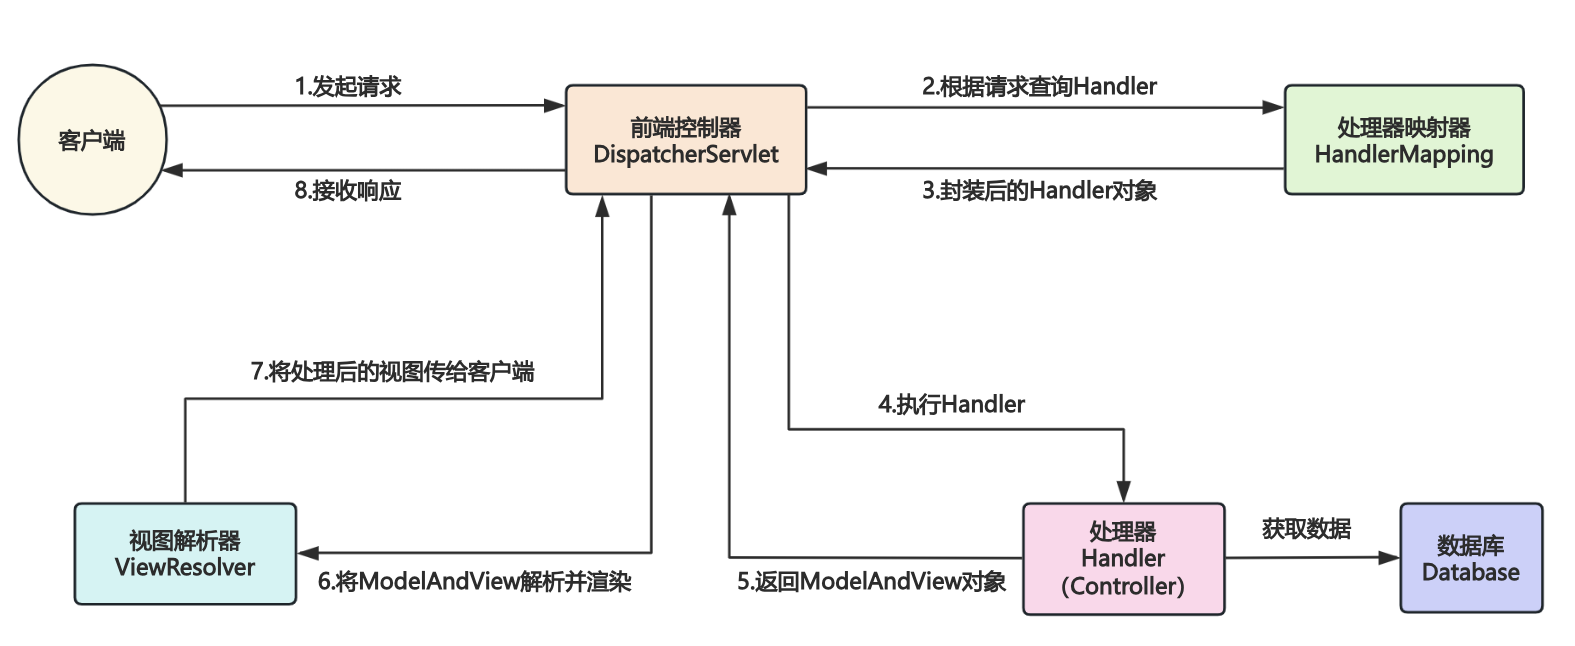 1.发起请求
2.根据请求查询Handler
客户端
前端控制器
DispatcherServlet
处理器映射器
HandlerMapping
8.接收响应
3.封装后的Handler对象
7.将处理后的视图传给客户端
4.执行Handler
视图解析器
ViewResolver
6.将ModelAndView解析并渲染
5.返回ModelAndView对象
处理器
Handler
（Controller）
获取数据
数据库
Database